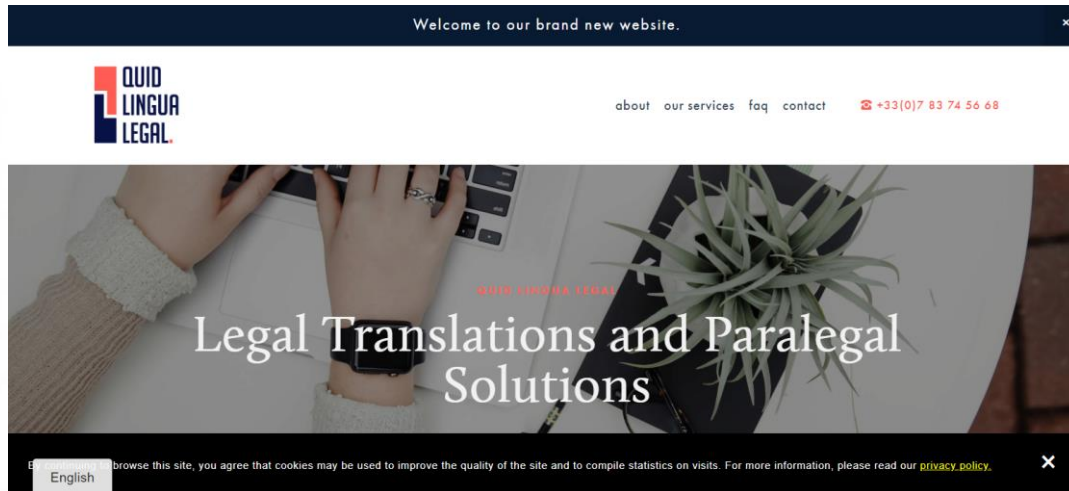 Welcome to our brand new website.
×
QUID
LINGUA
LEGAL.
about our services faq contact ☎ +33(0)7 83 74 56 68
QUID LINGUA LEGAL
Legal Translations and Paralegal
Solutions
By continuing to browse this site, you agree that cookies may be used to improve the quality of the site and to compile statistics on visits. For more information, please read our privacy policy.
×
English